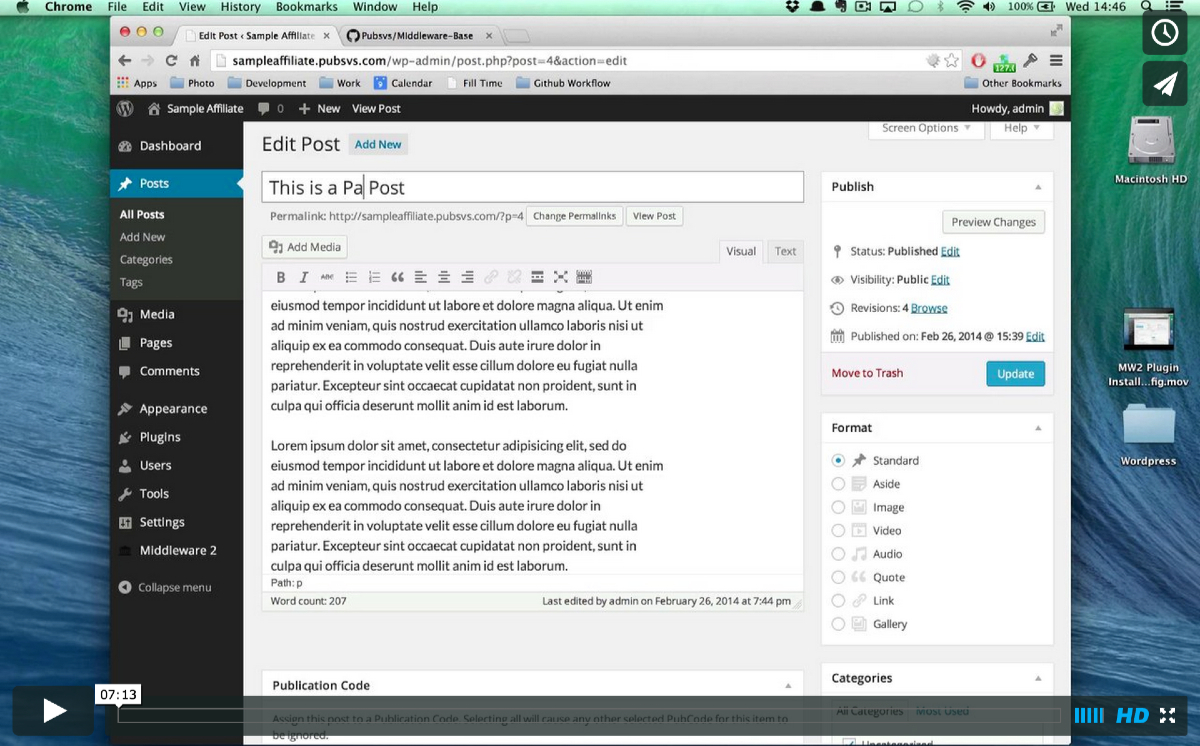 Chrome File Edit View History Bookmarks Window Help 100% Wed 14:46
Edit Post ‹ Sample Affiliate × Pubsvs/Middleware-Base ×
sampleaffiliate.pubsvs.com/wp-admin/post.php?post=4&action=edit
127.1
Apps Photo Development Work Calendar Fill Time Github Workflow Other Bookmarks
Sample Affiliate 0 New View Post Howdy, admin
Screen Options Help
Edit Post Add New
Dashboard
Posts
All Posts
Add New
Categories
Tags
Media
Pages
Comments
Appearance
Plugins
Users
Tools
Settings
Middleware 2
Collapse menu
This is a Pa Post
Permalink: http://sampleaffiliate.pubsvs.com/?p=4 Change Permalinks View Post
Add Media
Visual Text
B I ABC
eiusmod tempor incididunt ut labore et dolore magna aliqua. Ut enim
ad minim veniam, quis nostrud exercitation ullamco laboris nisi ut
aliquip ex ea commodo consequat. Duis aute irure dolor in
reprehenderit in voluptate velit esse cillum dolore eu fugiat nulla
pariatur. Excepteur sint occaecat cupidatat non proident, sunt in
culpa qui officia deserunt mollit anim id est laborum.
Lorem ipsum dolor sit amet, consectetur adipisicing elit, sed do
eiusmod tempor incididunt ut labore et dolore magna aliqua. Ut enim
ad minim veniam, quis nostrud exercitation ullamco laboris nisi ut
aliquip ex ea commodo consequat. Duis aute irure dolor in
reprehenderit in voluptate velit esse cillum dolore eu fugiat nulla
pariatur. Excepteur sint occaecat cupidatat non proident, sunt in
culpa qui officia deserunt mollit anim id est laborum.
Path: p
Word count: 207 Last edited by admin on February 26, 2014 at 7:44 pm
Publication Code
Assign this post to a Publication Code. Selecting all will cause any other selected PubCode for this item to
be ignored.
Publish
Preview Changes
Status: Published Edit
Visibility: Public Edit
Revisions: 4 Browse
Published on: Feb 26, 2014 @ 15:39 Edit
Move to Trash Update
Format
Standard
Aside
Image
Video
Audio
Quote
Link
Gallery
Categories
All Categories Most Used
Uncategorized
Macintosh HD
MW2 Plugin
Install...fig.mov
Wordpress
07:13
HD